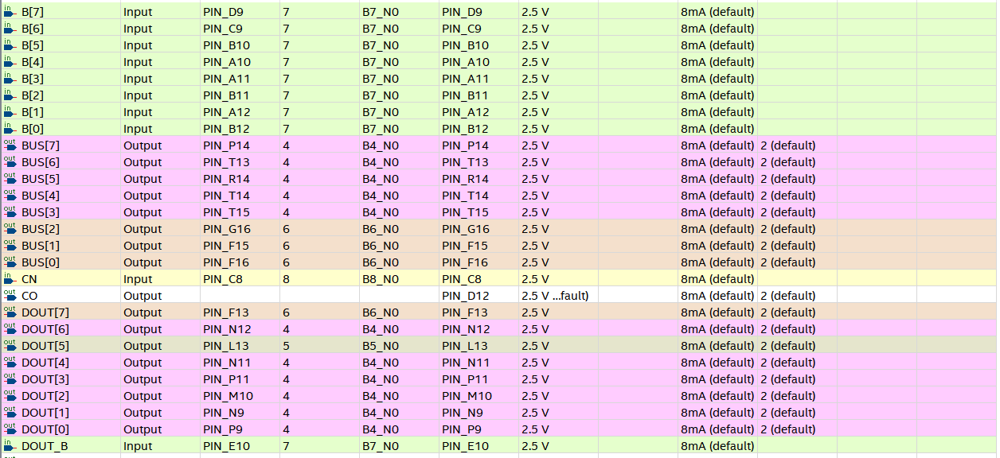 in B[7] Input PIN_D9 7 B7_N0 PIN_D9 2.5 V 8mA (default)
in B[6] Input PIN_C9 7 B7_N0 PIN_C9 2.5 V 8mA (default)
in B[5] Input PIN_B10 7 B7_N0 PIN_B10 2.5 V 8mA (default)
in B[4] Input PIN_A10 7 B7_N0 PIN_A10 2.5 V 8mA (default)
in B[3] Input PIN_A11 7 B7_N0 PIN_A11 2.5 V 8mA (default)
in B[2] Input PIN_B11 7 B7_N0 PIN_B11 2.5 V 8mA (default)
in B[1] Input PIN_A12 7 B7_N0 PIN_A12 2.5 V 8mA (default)
in B[0] Input PIN_B12 7 B7_N0 PIN_B12 2.5 V 8mA (default)
out BUS[7] Output PIN_P14 4 B4_N0 PIN_P14 2.5 V 8mA (default) 2 (default)
out BUS[6] Output PIN_T13 4 B4_N0 PIN_T13 2.5 V 8mA (default) 2 (default)
out BUS[5] Output PIN_R14 4 B4_N0 PIN_R14 2.5 V 8mA (default) 2 (default)
out BUS[4] Output PIN_T14 4 B4_N0 PIN_T14 2.5 V 8mA (default) 2 (default)
out BUS[3] Output PIN_T15 4 B4_N0 PIN_T15 2.5 V 8mA (default) 2 (default)
out BUS[2] Output PIN_G16 6 B6_N0 PIN_G16 2.5 V 8mA (default) 2 (default)
out BUS[1] Output PIN_F15 6 B6_N0 PIN_F15 2.5 V 8mA (default) 2 (default)
out BUS[0] Output PIN_F16 6 B6_N0 PIN_F16 2.5 V 8mA (default) 2 (default)
in CN Input PIN_C8 8 B8_N0 PIN_C8 2.5 V 8mA (default)
out CO Output PIN_D12 2.5 V ...fault) 8mA (default) 2 (default)
out DOUT[7] Output PIN_F13 6 B6_N0 PIN_F13 2.5 V 8mA (default) 2 (default)
out DOUT[6] Output PIN_N12 4 B4_N0 PIN_N12 2.5 V 8mA (default) 2 (default)
out DOUT[5] Output PIN_L13 5 B5_N0 PIN_L13 2.5 V 8mA (default) 2 (default)
out DOUT[4] Output PIN_N11 4 B4_N0 PIN_N11 2.5 V 8mA (default) 2 (default)
out DOUT[3] Output PIN_P11 4 B4_N0 PIN_P11 2.5 V 8mA (default) 2 (default)
out DOUT[2] Output PIN_M10 4 B4_N0 PIN_M10 2.5 V 8mA (default) 2 (default)
out DOUT[1] Output PIN_N9 4 B4_N0 PIN_N9 2.5 V 8mA (default) 2 (default)
out DOUT[0] Output PIN_P9 4 B4_N0 PIN_P9 2.5 V 8mA (default) 2 (default)
in DOUT_B Input PIN_E10 7 B7_N0 PIN_E10 2.5 V 8mA (default)